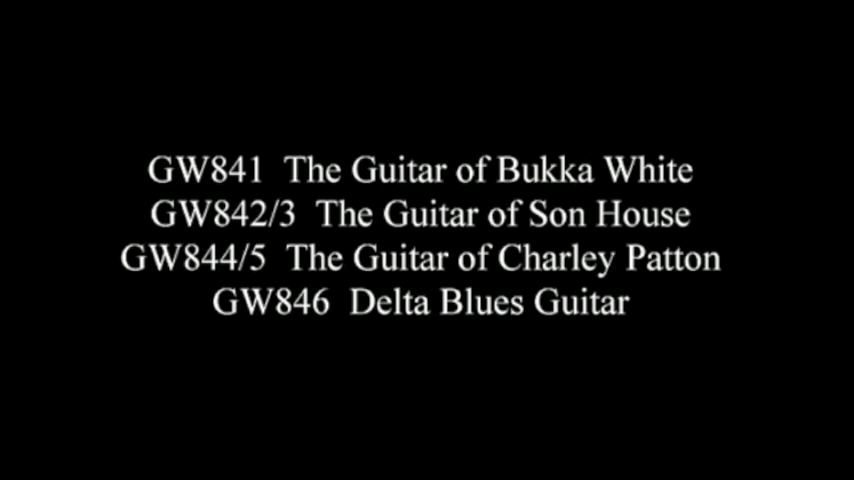 GW841 The Guitar of Bukka White
GW842/3 The Guitar of Son House
GW844/5 The Guitar of Charley Patton
GW846 Delta Blues Guitar